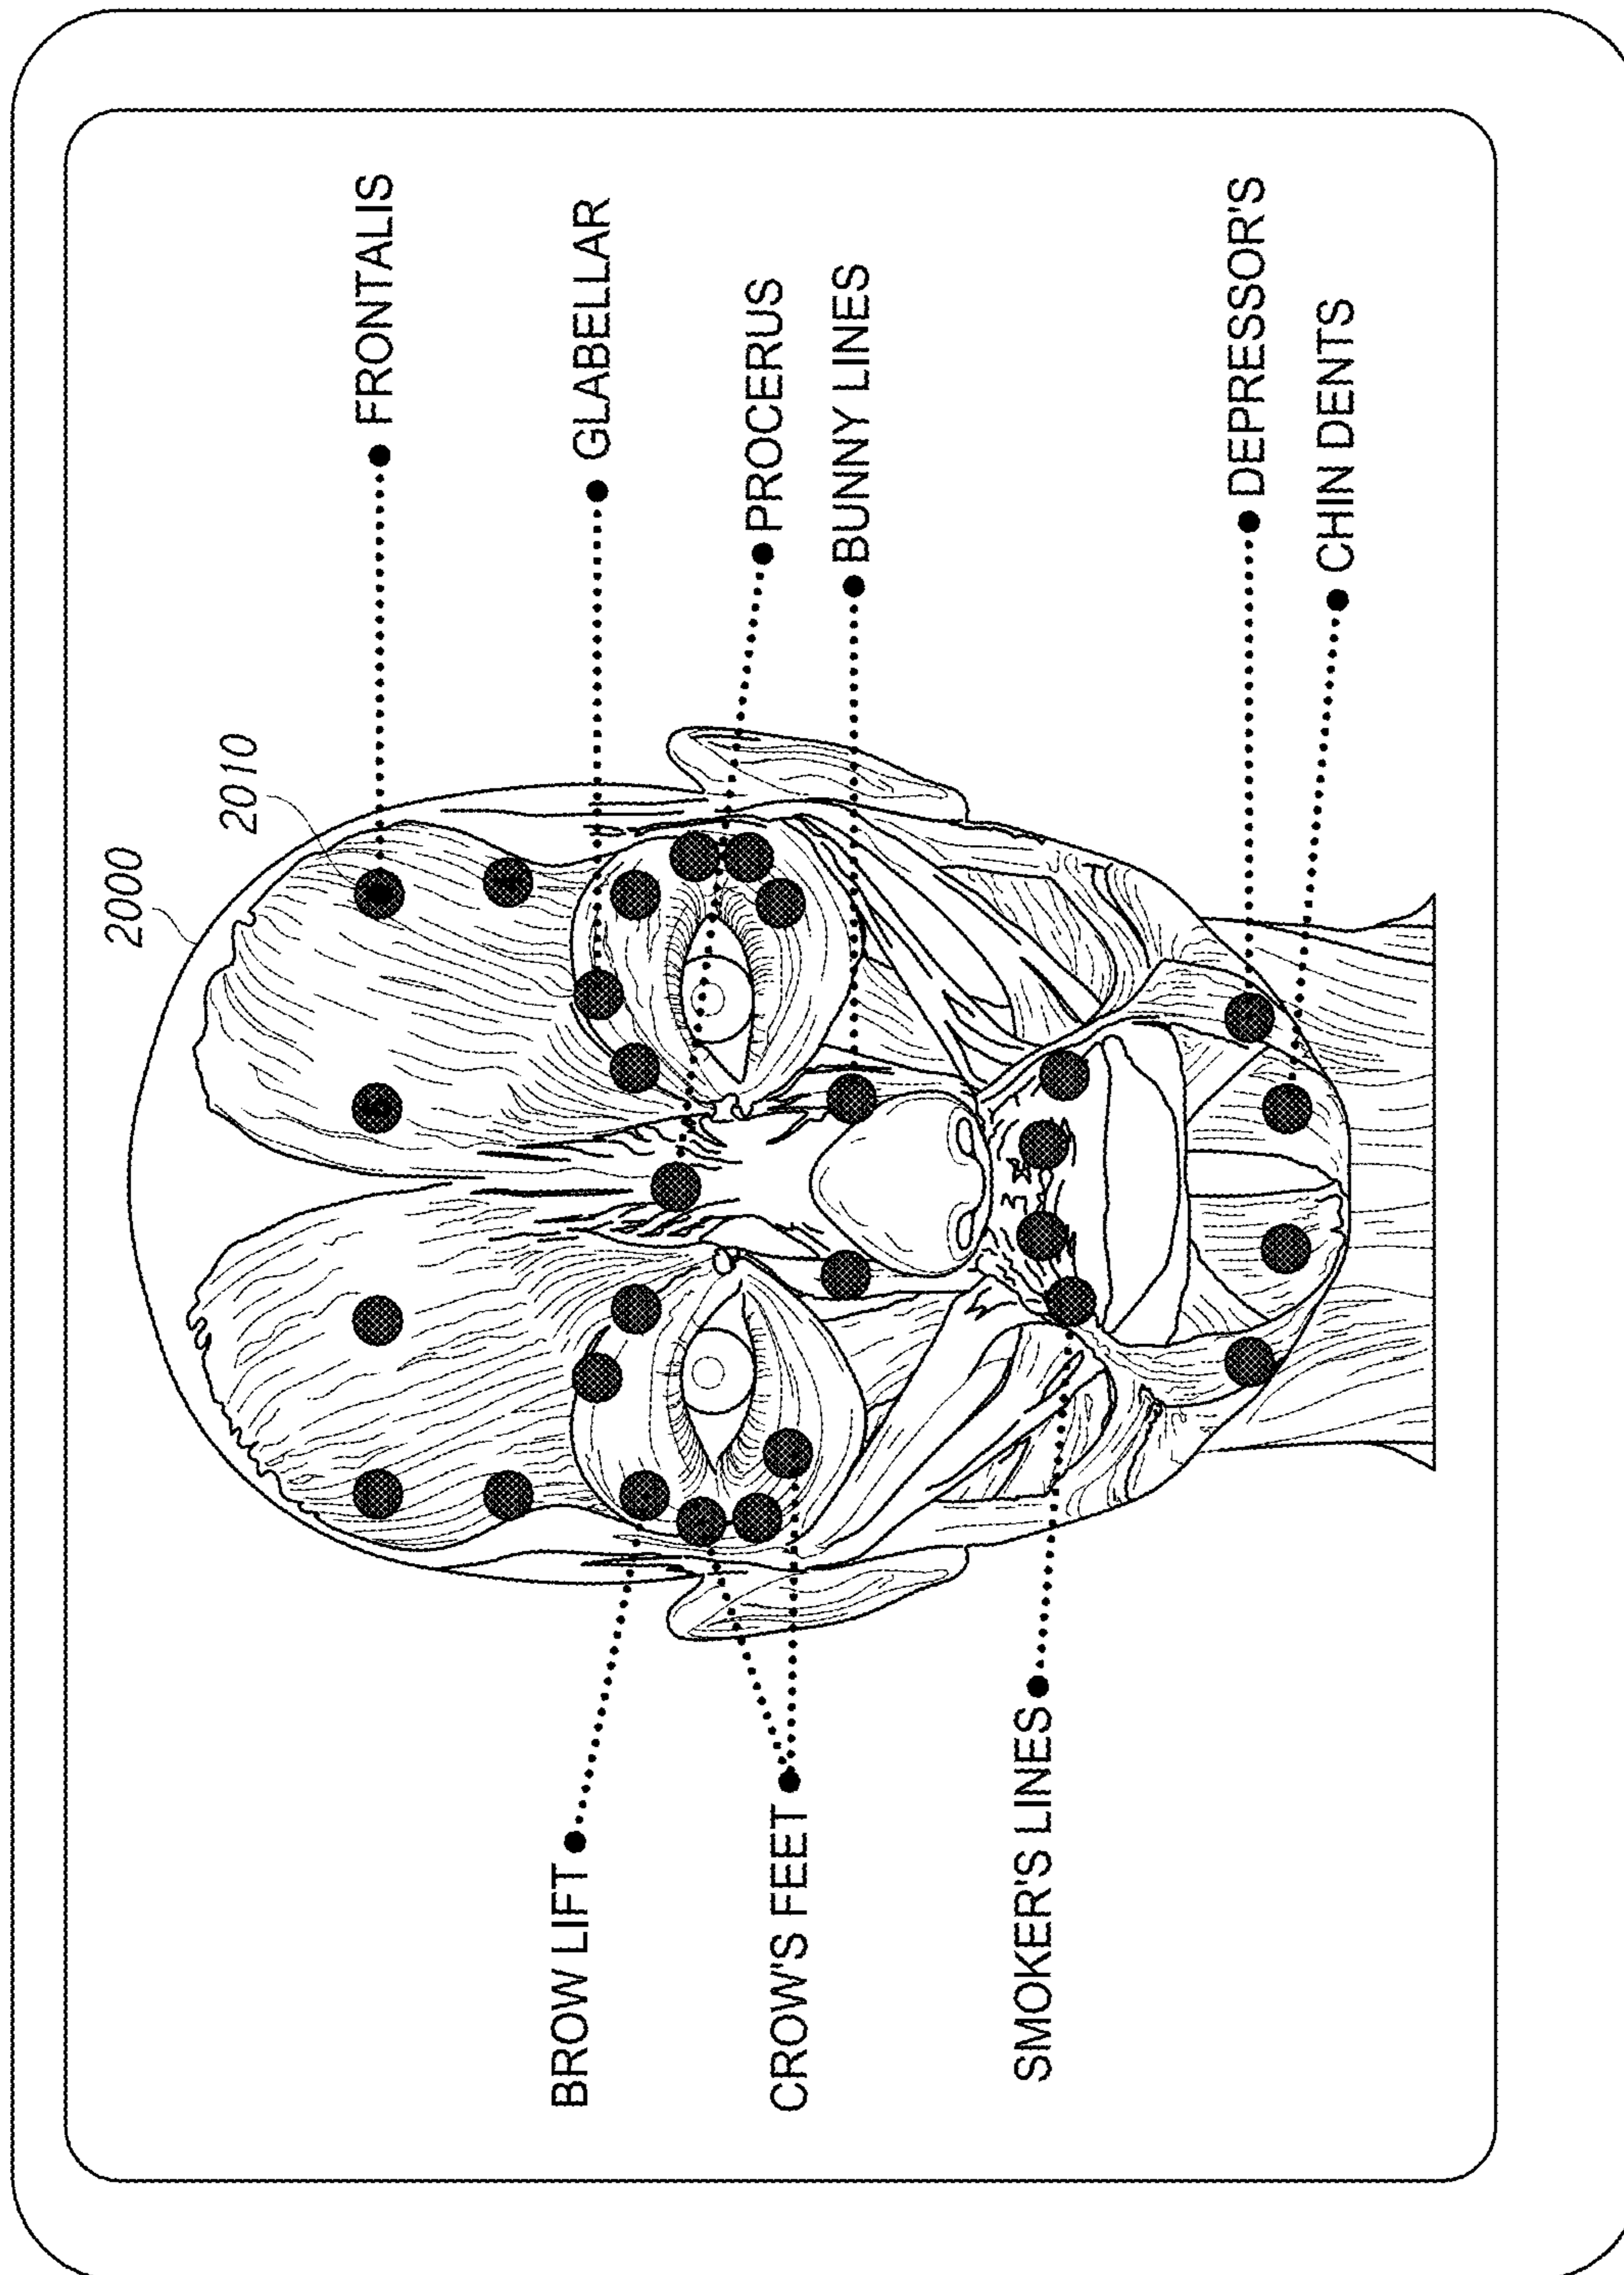 2000
2010
FRONTALIS
GLABELLAR
PROCERUS
BUNNY LINES
DEPRESSOR'S
CHIN DENTS
BROW LIFT
CROW'S FEET
SMOKER'S LINES